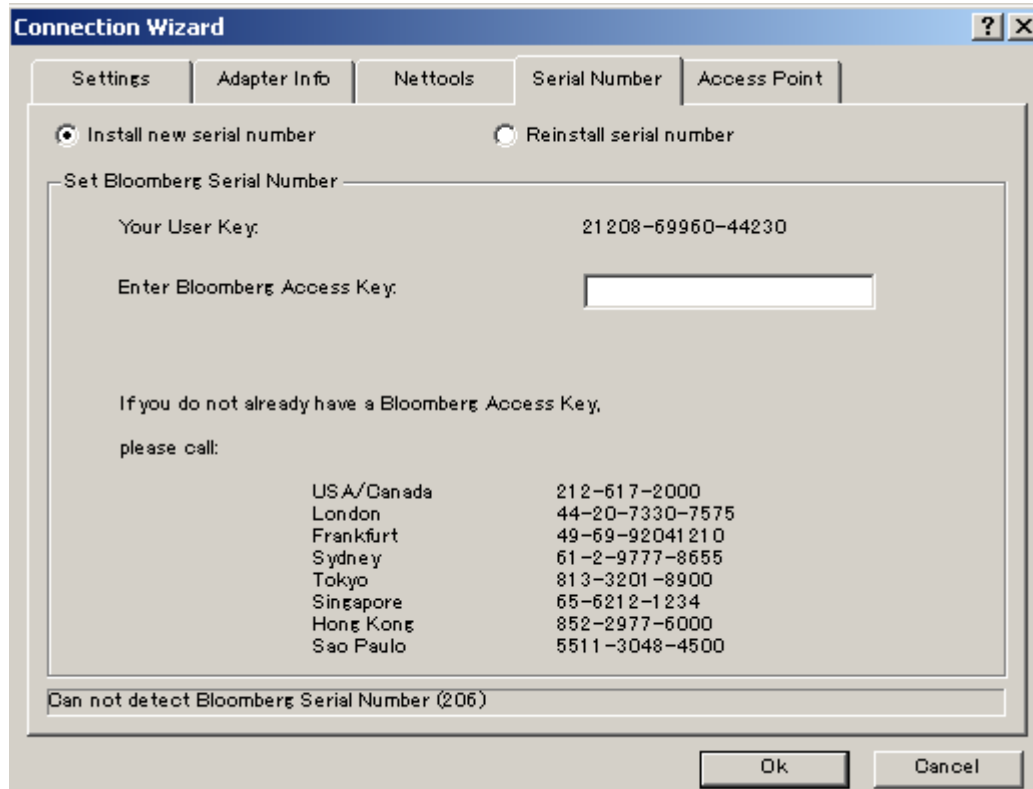 Connection Wizard
Settings Adapter Info Nettools Serial Number Access Point
Install new serial number Reinstall serial number
Set Bloomberg Serial Number
Your User Key: 21208-69960-44230
Enter Bloomberg Access Key:
If you do not already have a Bloomberg Access Key,
please call:
USA/Canada 212-617-2000
London 44-20-7330-7575
Frankfurt 49-69-92041210
Sydney 61-2-9777-8655
Tokyo 813-3201-8900
Singapore 65-6212-1234
Hong Kong 852-2977-6000
Sao Paulo 5511-3048-4500
Can not detect Bloomberg Serial Number (206)
Ok Cancel